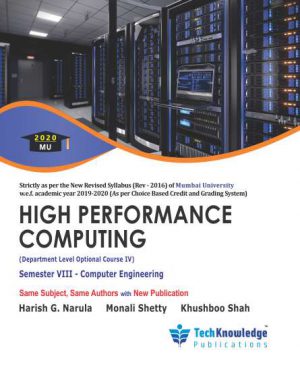 2020
MU
Strictly as per the New Revised Syllabus (Rev - 2016) of Mumbai University
w.e.f. academic year 2019-2020 (As per Choice Based Credit and Grading System)
HIGH PERFORMANCE
COMPUTING
(Department Level Optional Course IV)
Semester VIII - Computer Engineering
Same Subject, Same Authors with New Publication
Harish G. Narula Monali Shetty Khushboo Shah
TechKnowledge
Publications